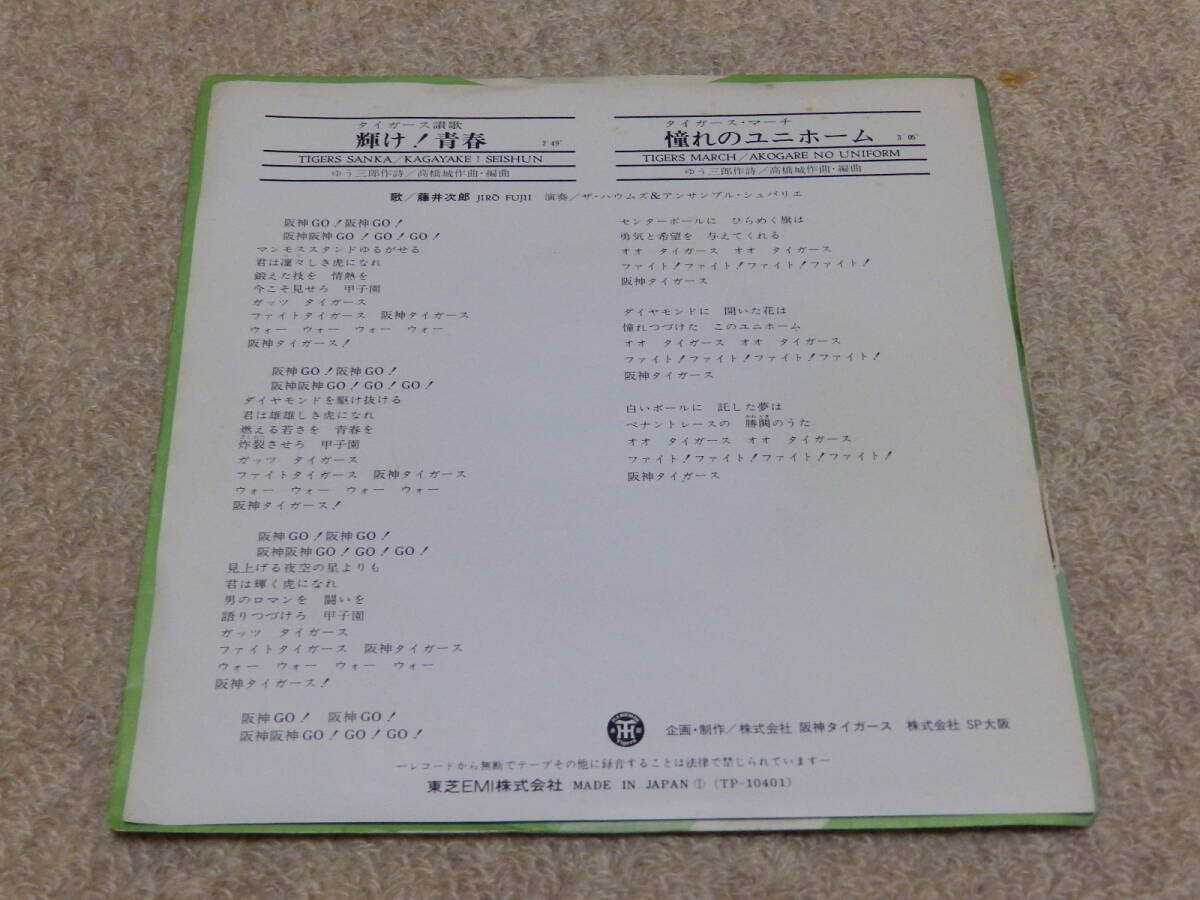 タイガース讃歌
輝け！青春 2'49"
TIGERS SANKA/KAGAYAKE! SEISHUN
ゆう三郎作詩/高橋城作曲・編曲
タイガース・マーチ
憧れのユニホーム 3'05"
TIGERS MARCH/AKOGARE NO UNIFORM
ゆう三郎作詩/高橋城作曲・編曲
歌/藤井次郎 JIRŌ FUJII 演奏/ザ・ハウムズ&アンサンブル・シュバリエ
阪神GO！阪神GO！
阪神阪神GO！GO！GO！
マンモススタンドゆるがせる
君は凜々しき虎になれ
鍛えた技を 情熱を
今こそ見せろ 甲子園
ガッツ タイガース
ファイトタイガース 阪神タイガース
ウォー ウォー ウォー ウォー
阪神タイガース！
阪神GO！阪神GO！
阪神阪神GO！GO！GO！
ダイヤモンドを駆け抜ける
君は雄雄しき虎になれ
燃える若さを 青春を
炸裂させろ 甲子園
ガッツ タイガース
ファイトタイガース 阪神タイガース
ウォー ウォー ウォー ウォー
阪神タイガース！
阪神GO！阪神GO！
阪神阪神GO！GO！GO！
見上げる夜空の星よりも
君は輝く虎になれ
男のロマンを 闘いを
語りつづけろ 甲子園
ガッツ タイガース
ファイトタイガース 阪神タイガース
ウォー ウォー ウォー ウォー
阪神タイガース！
阪神GO！ 阪神GO！
阪神阪神GO！GO！GO！
センターポールに ひらめく旗は
勇気と希望を 与えてくれる
オオ タイガース オオ タイガース
ファイト！ファイト！ファイト！ファイト！
阪神タイガース
ダイヤモンドに 開いた花は
憧れつづけた このユニホーム
オオ タイガース オオ タイガース
ファイト！ファイト！ファイト！ファイト！
阪神タイガース
白いボールに 託した夢は
ペナントレースの 勝鬨のうた
オオ タイガース オオ タイガース
ファイト！ファイト！ファイト！ファイト！
阪神タイガース
企画・制作/株式会社 阪神タイガース 株式会社 SP大阪
―レコードから無断でテープその他に録音することは法律で禁じられています―
東芝EMI株式会社 MADE IN JAPAN ① (TP-10401)